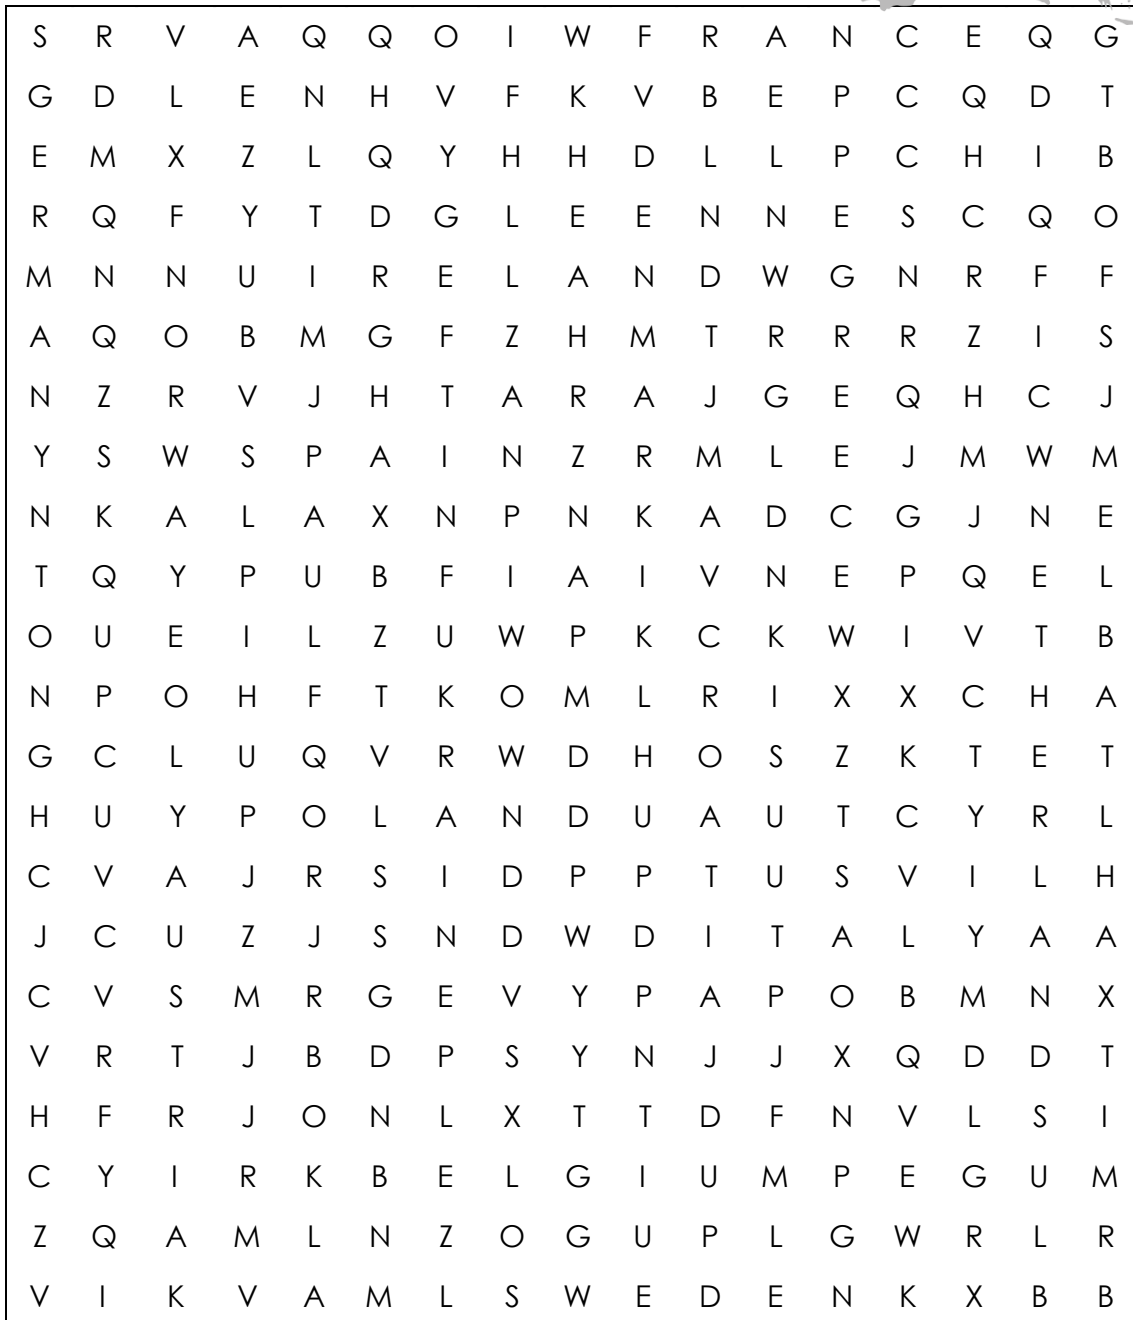 S R V A Q Q O I W F R A N C E Q G
G D L E N H V F K V B E P C Q D T
E M X Z L Q Y H H D L L P C H I B
R Q F Y T D G L E E N N E S C Q O
M N N U I R E L A N D W G N R F F
A Q O B M G F Z H M T R R R Z I S
N Z R V J H T A R A J G E Q H C J
Y S W S P A I N Z R M L E J M W M
N K A L A X N P N K A D C G J N E
T Q Y P U B F I A I V N E P Q E L
O U E I L Z U W P K C K W I V T B
N P O H F T K O M L R I X X C H A
G C L U Q V R W D H O S Z K T E T
H U Y P O L A N D U A U T C Y R L
C V A J R S I D P P T U S V I L H
J C U Z J S N D W D I T A L Y A A
C V S M R G E V Y P A P O B M N X
V R T J B D P S Y N J J X Q D D T
H F R J O N L X T T D F N V L S I
C Y I R K B E L G I U M P E G U M
Z Q A M L N Z O G U P L G W R L R
V I K V A M L S W E D E N K X B B